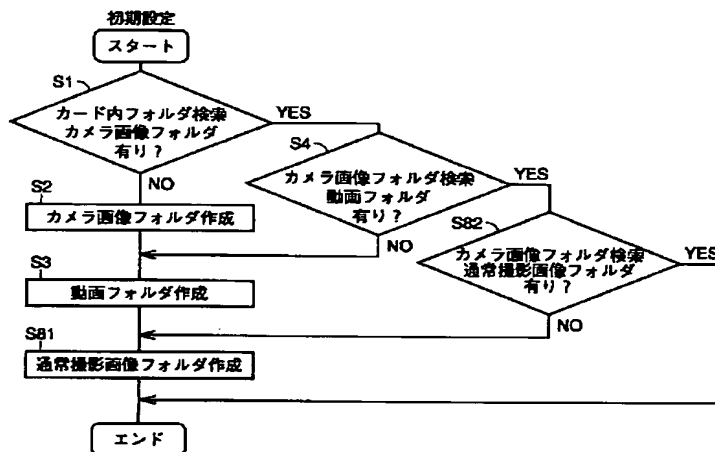 初期設定
スタート
S1
カード内フォルダ検索
カメラ画像フォルダ
有り?
YES
NO
S4
カメラ画像フォルダ検索
動画フォルダ
有り?
YES
NO
S82
カメラ画像フォルダ検索
通常撮影画像フォルダ
有り?
YES
NO
S2
カメラ画像フォルダ作成
S3
動画フォルダ作成
S81
通常撮影画像フォルダ作成
エンド